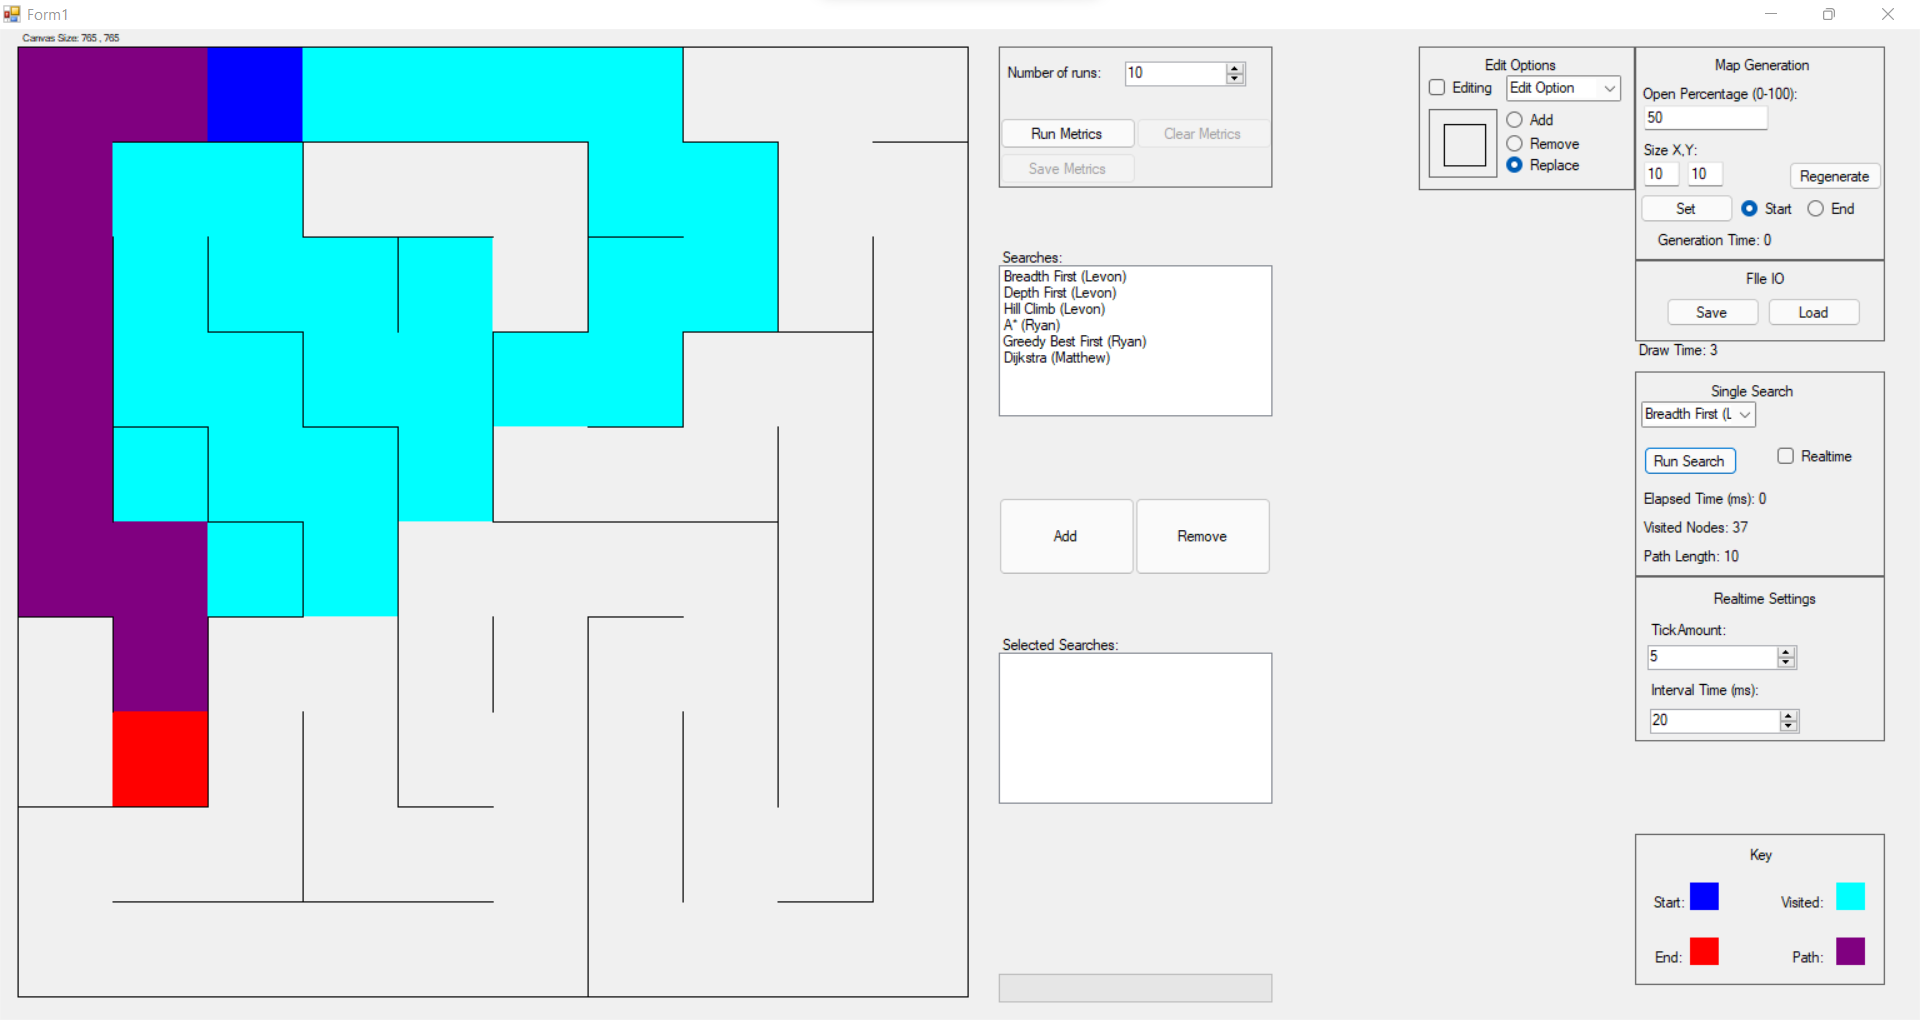 Form1
Canvas Size: 765 , 765
Number of runs:
10
Run Metrics
Clear Metrics
Save Metrics
Searches:
Breadth First (Levon)
Depth First (Levon)
Hill Climb (Levon)
A* (Ryan)
Greedy Best First (Ryan)
Dijkstra (Matthew)
Add
Remove
Selected Searches:
Edit Options
Editing
Edit Option
Add
Remove
Replace
Map Generation
Open Percentage (0-100):
50
Size X,Y:
10
10
Regenerate
Set
Start
End
Generation Time: 0
FIle IO
Save
Load
Draw Time: 3
Single Search
Breadth First (L
Run Search
Realtime
Elapsed Time (ms): 0
Visited Nodes: 37
Path Length: 10
Realtime Settings
TickAmount:
5
Interval Time (ms):
20
Key
Start:
Visited:
End:
Path: